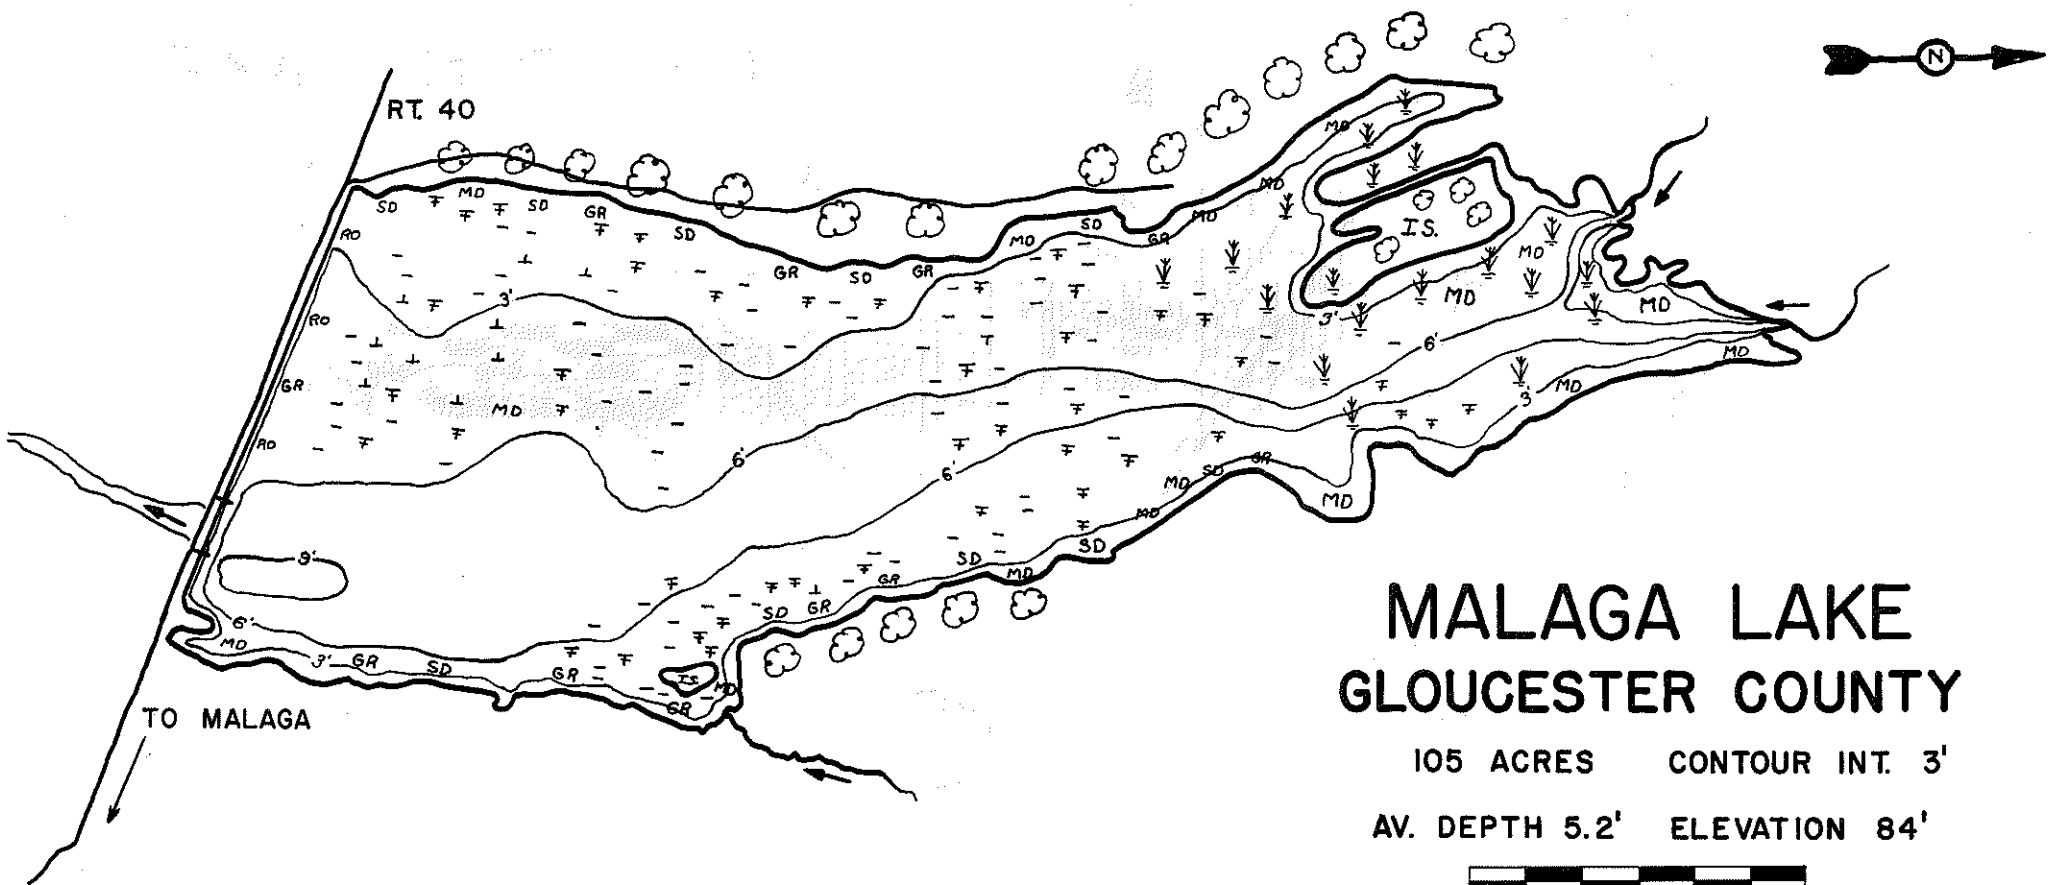 N
RT. 40
MD
SD
MD
SD
GR
SD
RO
GR
SD
GR
MD
SD
GR
MD
MD
MD
IS.
MD
MD
MD
3'
RO
3'
6'
GR
MD
MD
MD
3'
RO
6'
6'
MD
SD
GR
MD
MD
9'
SD
SD
MD
GR
SD
GR
6'
MD
3'
GR
SD
GR
IS
MD
GR
TO MALAGA
MALAGA LAKE
GLOUCESTER COUNTY
105 ACRES CONTOUR INT. 3'
AV. DEPTH 5.2' ELEVATION 84'